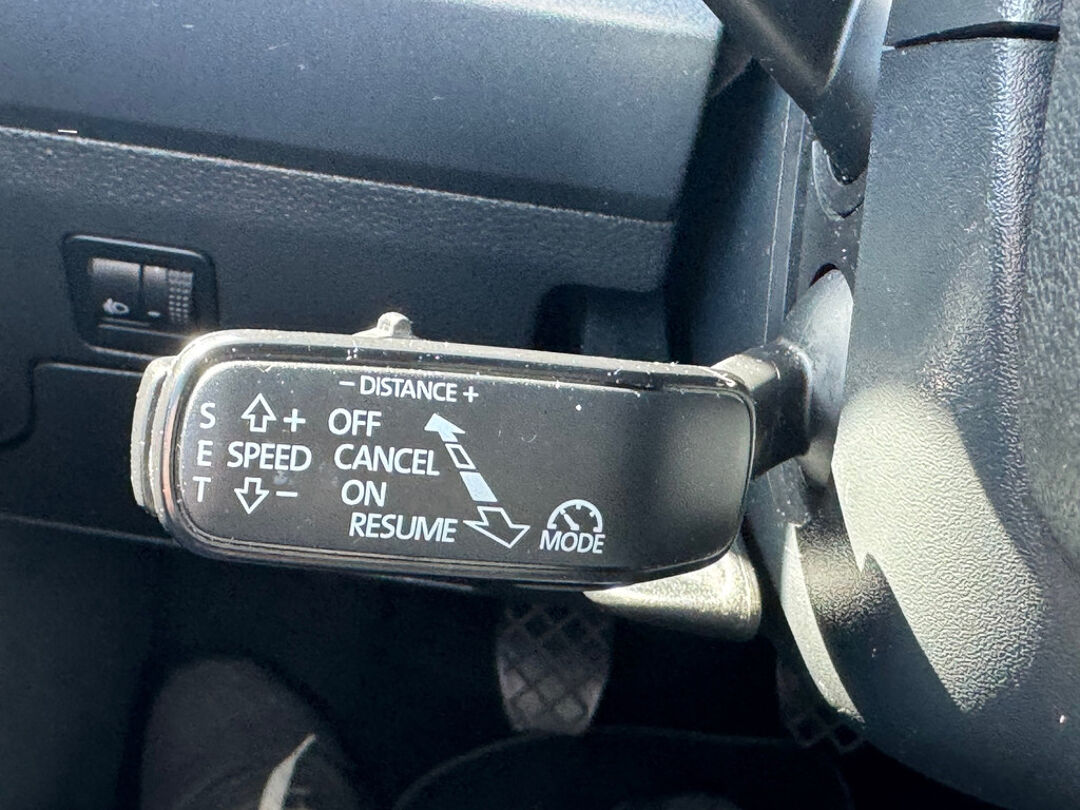 − DISTANCE +
S + OFF
E SPEED CANCEL
T − ON
RESUME
MODE